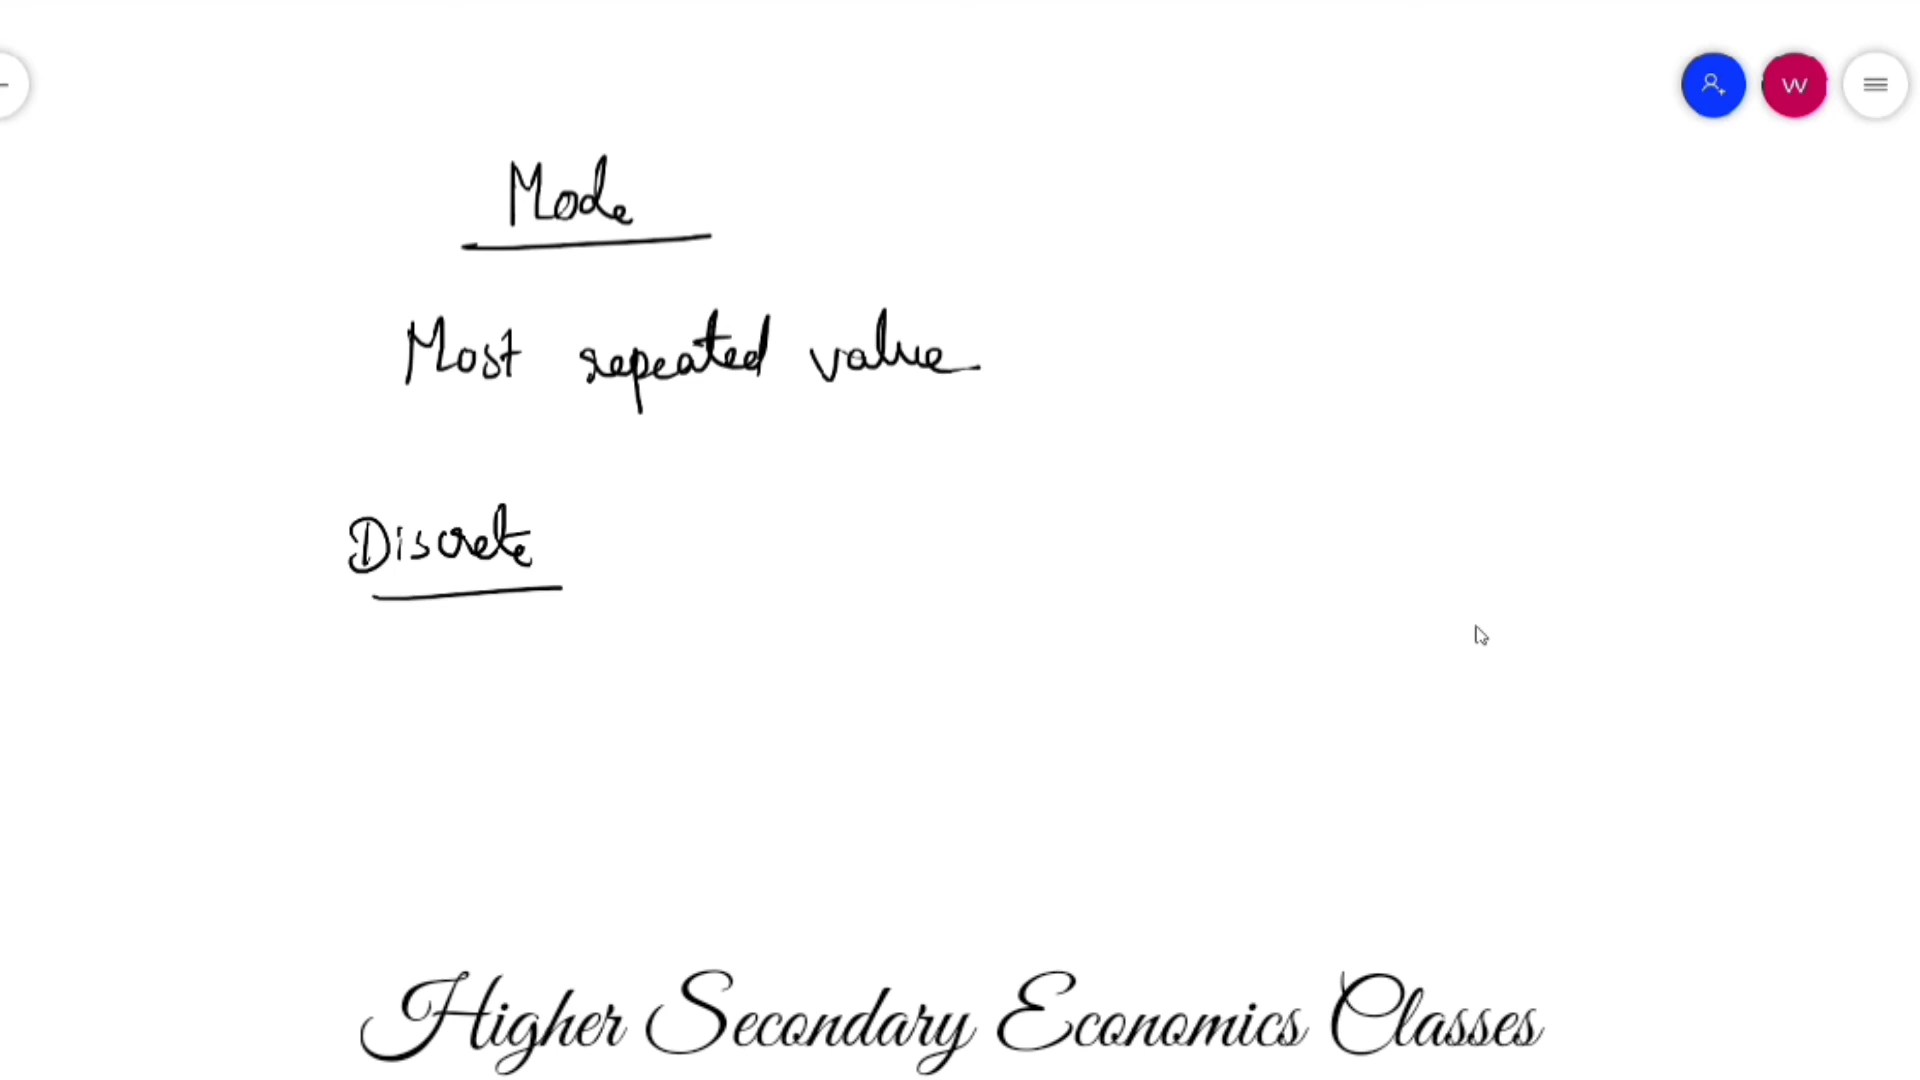 W
Mode
Most repeated value
Discrete
Higher Secondary Economics Classes